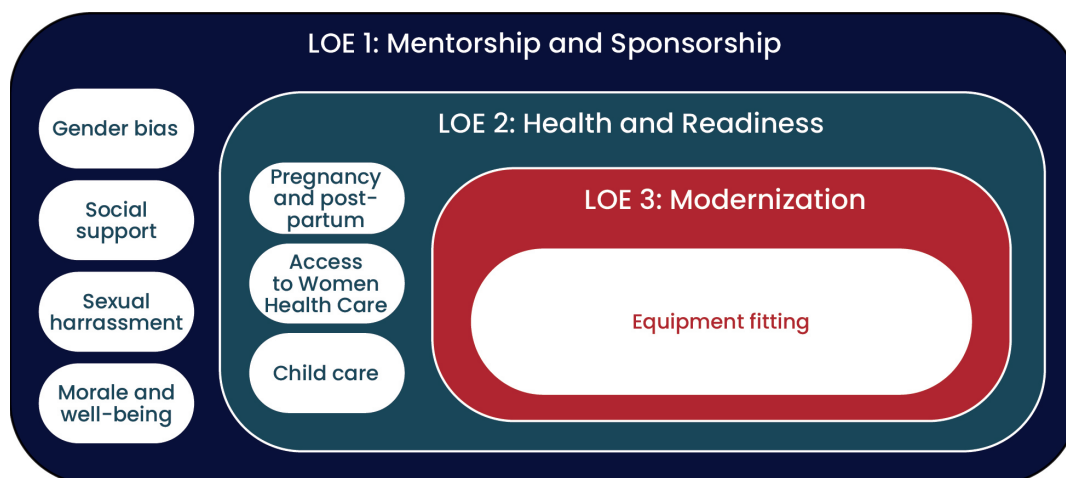 LOE 1: Mentorship and Sponsorship
Gender bias
Social
support
Sexual
harrassment
Morale and
well-being
LOE 2: Health and Readiness
Pregnancy
and post-
partum
Access
to Women
Health Care
Child care
LOE 3: Modernization
Equipment fitting